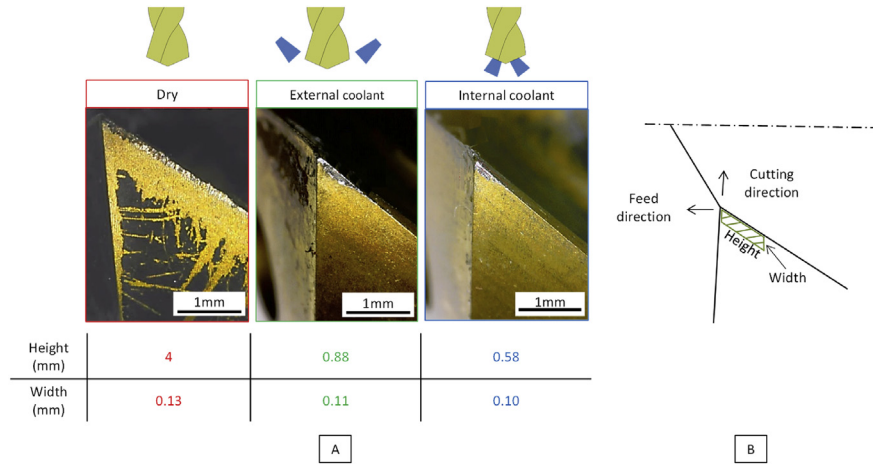 Dry
External coolant
Internal coolant
1mm
1mm
1mm
Height
(mm)
4
0.88
0.58
Width
(mm)
0.13
0.11
0.10
A
Cutting
direction
Feed
direction
Height
Width
B